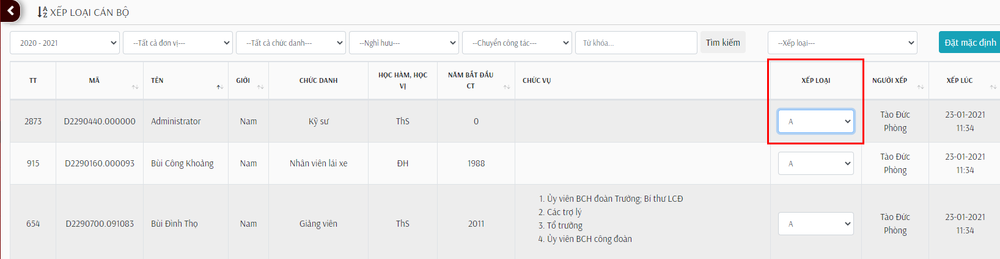 XẾP LOẠI CÁN BỘ
2020 - 2021 --Tất cả đơn vị--- --Tất cả chức danh--- --Nghỉ hưu--- --Chuyển công tác--- Từ khóa... Tìm kiếm --Xếp loại--- Đặt mặc định
TT MÃ TÊN GIỚI CHỨC DANH HỌC HÀM, HỌC VỊ NĂM BẮT ĐẦU CT CHỨC VỤ XẾP LOẠI NGƯỜI XẾP XẾP LÚC
2873 D2290440.000000 Administrator Nam Kỹ sư ThS 0 A Tào Đức Phòng 23-01-2021 11:34
915 D2290160.000093 Bùi Công Khoảng Nam Nhân viên lái xe ĐH 1988 A Tào Đức Phòng 23-01-2021 11:34
654 D2290700.091083 Bùi Đình Thọ Nam Giảng viên ThS 2011
1. Ủy viên BCH đoàn Trường; Bí thư LCĐ
2. Các trợ lý
3. Tổ trưởng
4. Ủy viên BCH công đoàn
A Tào Đức Phòng 23-01-2021 11:34